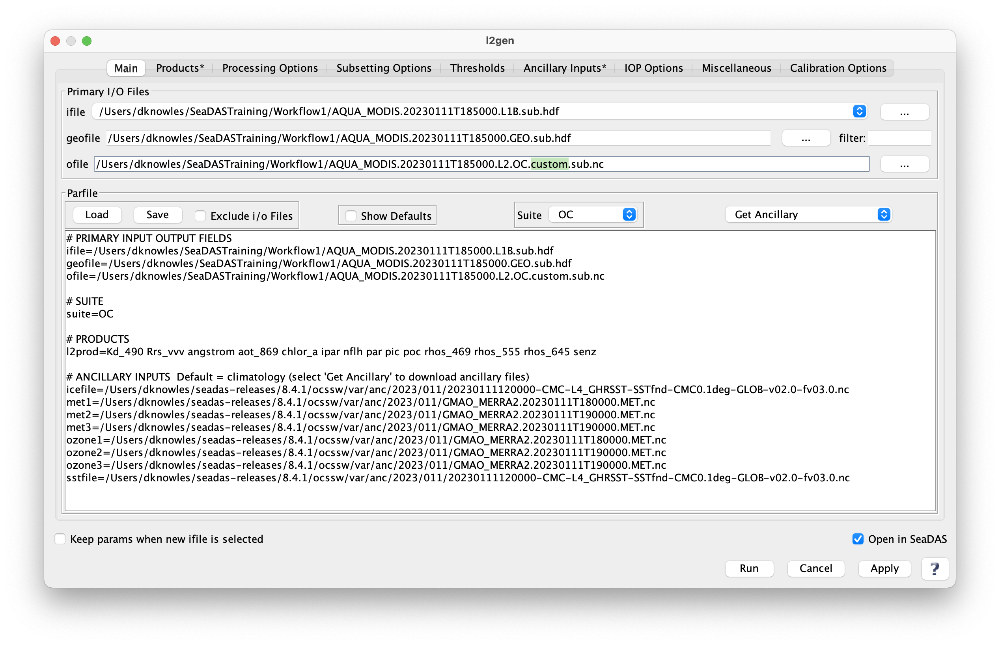 l2gen
Main Products* Processing Options Subsetting Options Thresholds Ancillary Inputs* IOP Options Miscellaneous Calibration Options
Primary I/O Files
ifile /Users/dknowles/SeaDASTraining/Workflow1/AQUA_MODIS.20230111T185000.L1B.sub.hdf ...
geofile /Users/dknowles/SeaDASTraining/Workflow1/AQUA_MODIS.20230111T185000.GEO.sub.hdf ... filter:
ofile /Users/dknowles/SeaDASTraining/Workflow1/AQUA_MODIS.20230111T185000.L2.OC.custom.sub.nc ...
Parfile
Load Save Exclude i/o Files Show Defaults Suite OC Get Ancillary
# PRIMARY INPUT OUTPUT FIELDS
ifile=/Users/dknowles/SeaDASTraining/Workflow1/AQUA_MODIS.20230111T185000.L1B.sub.hdf
geofile=/Users/dknowles/SeaDASTraining/Workflow1/AQUA_MODIS.20230111T185000.GEO.sub.hdf
ofile=/Users/dknowles/SeaDASTraining/Workflow1/AQUA_MODIS.20230111T185000.L2.OC.custom.sub.nc
# SUITE
suite=OC
# PRODUCTS
l2prod=Kd_490 Rrs_vvv angstrom aot_869 chlor_a ipar nflh par pic poc rhos_469 rhos_555 rhos_645 senz
# ANCILLARY INPUTS  Default = climatology (select 'Get Ancillary' to download ancillary files)
icefile=/Users/dknowles/seadas-releases/8.4.1/ocssw/var/anc/2023/011/20230111120000-CMC-L4_GHRSST-SSTfnd-CMC0.1deg-GLOB-v02.0-fv03.0.nc
met1=/Users/dknowles/seadas-releases/8.4.1/ocssw/var/anc/2023/011/GMAO_MERRA2.20230111T180000.MET.nc
met2=/Users/dknowles/seadas-releases/8.4.1/ocssw/var/anc/2023/011/GMAO_MERRA2.20230111T190000.MET.nc
met3=/Users/dknowles/seadas-releases/8.4.1/ocssw/var/anc/2023/011/GMAO_MERRA2.20230111T190000.MET.nc
ozone1=/Users/dknowles/seadas-releases/8.4.1/ocssw/var/anc/2023/011/GMAO_MERRA2.20230111T180000.MET.nc
ozone2=/Users/dknowles/seadas-releases/8.4.1/ocssw/var/anc/2023/011/GMAO_MERRA2.20230111T190000.MET.nc
ozone3=/Users/dknowles/seadas-releases/8.4.1/ocssw/var/anc/2023/011/GMAO_MERRA2.20230111T190000.MET.nc
sstfile=/Users/dknowles/seadas-releases/8.4.1/ocssw/var/anc/2023/011/20230111120000-CMC-L4_GHRSST-SSTfnd-CMC0.1deg-GLOB-v02.0-fv03.0.nc
Keep params when new ifile is selected Open in SeaDAS
Run Cancel Apply ?